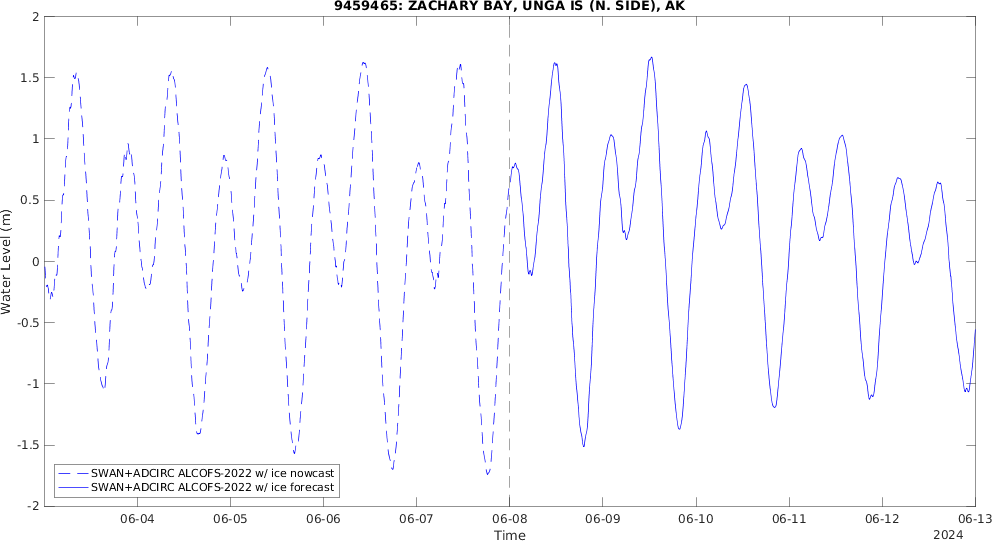 9459465: ZACHARY BAY, UNGA IS (N. SIDE), AK
2
1.5
1
0.5
0
-0.5
-1
-1.5
-2
Water Level (m)
SWAN+ADCIRC ALCOFS-2022 w/ ice nowcast
SWAN+ADCIRC ALCOFS-2022 w/ ice forecast
06-04 06-05 06-06 06-07 06-08 06-09 06-10 06-11 06-12 06-13
Time
2024